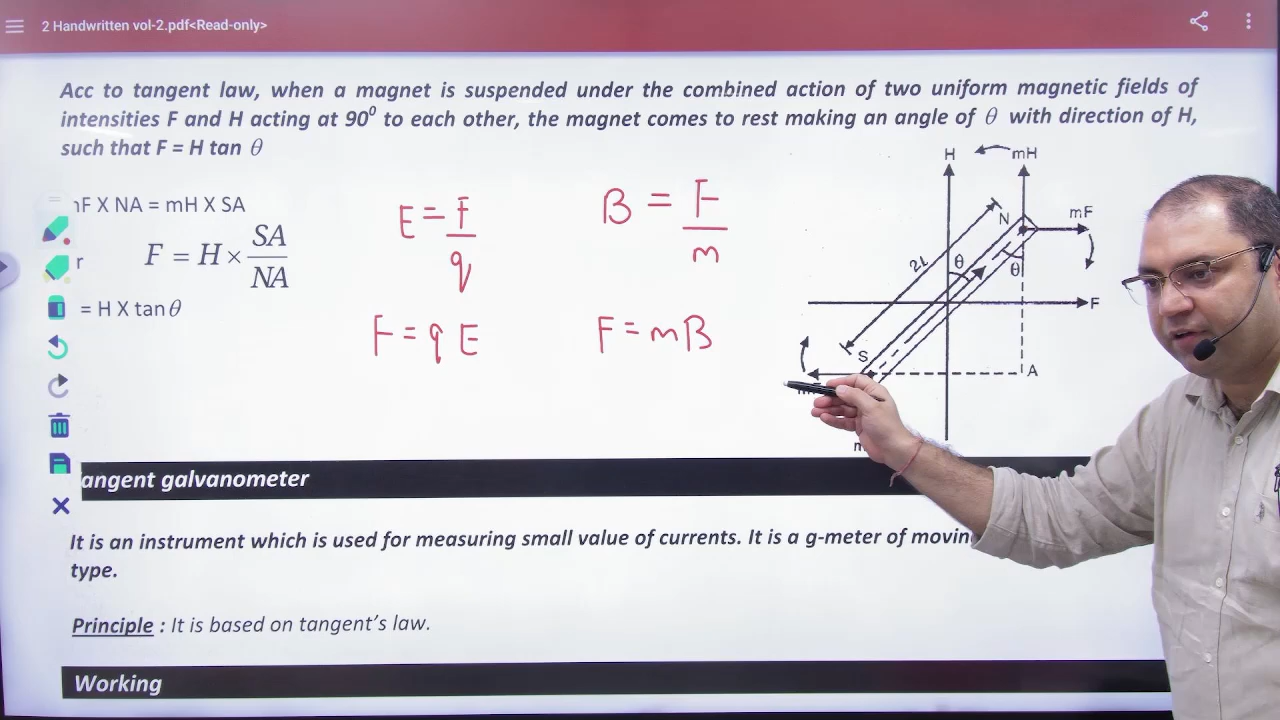 2 Handwritten vol-2.pdf<Read-only>
Acc to tangent law, when a magnet is suspended under the combined action of two uniform magnetic fields of
intensities F and H acting at 90⁰ to each other, the magnet comes to rest making an angle of θ with direction of H,
such that F = H tan θ
F X NA = mH X SA
F = H × SA/NA
r
= H X tan θ
E = F/q
F = qE
B = F/m
F = mB
H
mH
N
mF
2l
θ
θ
F
S
A
angent galvanometer
It is an instrument which is used for measuring small value of currents. It is a g-meter of
type.
Principle : It is based on tangent's law.
Working